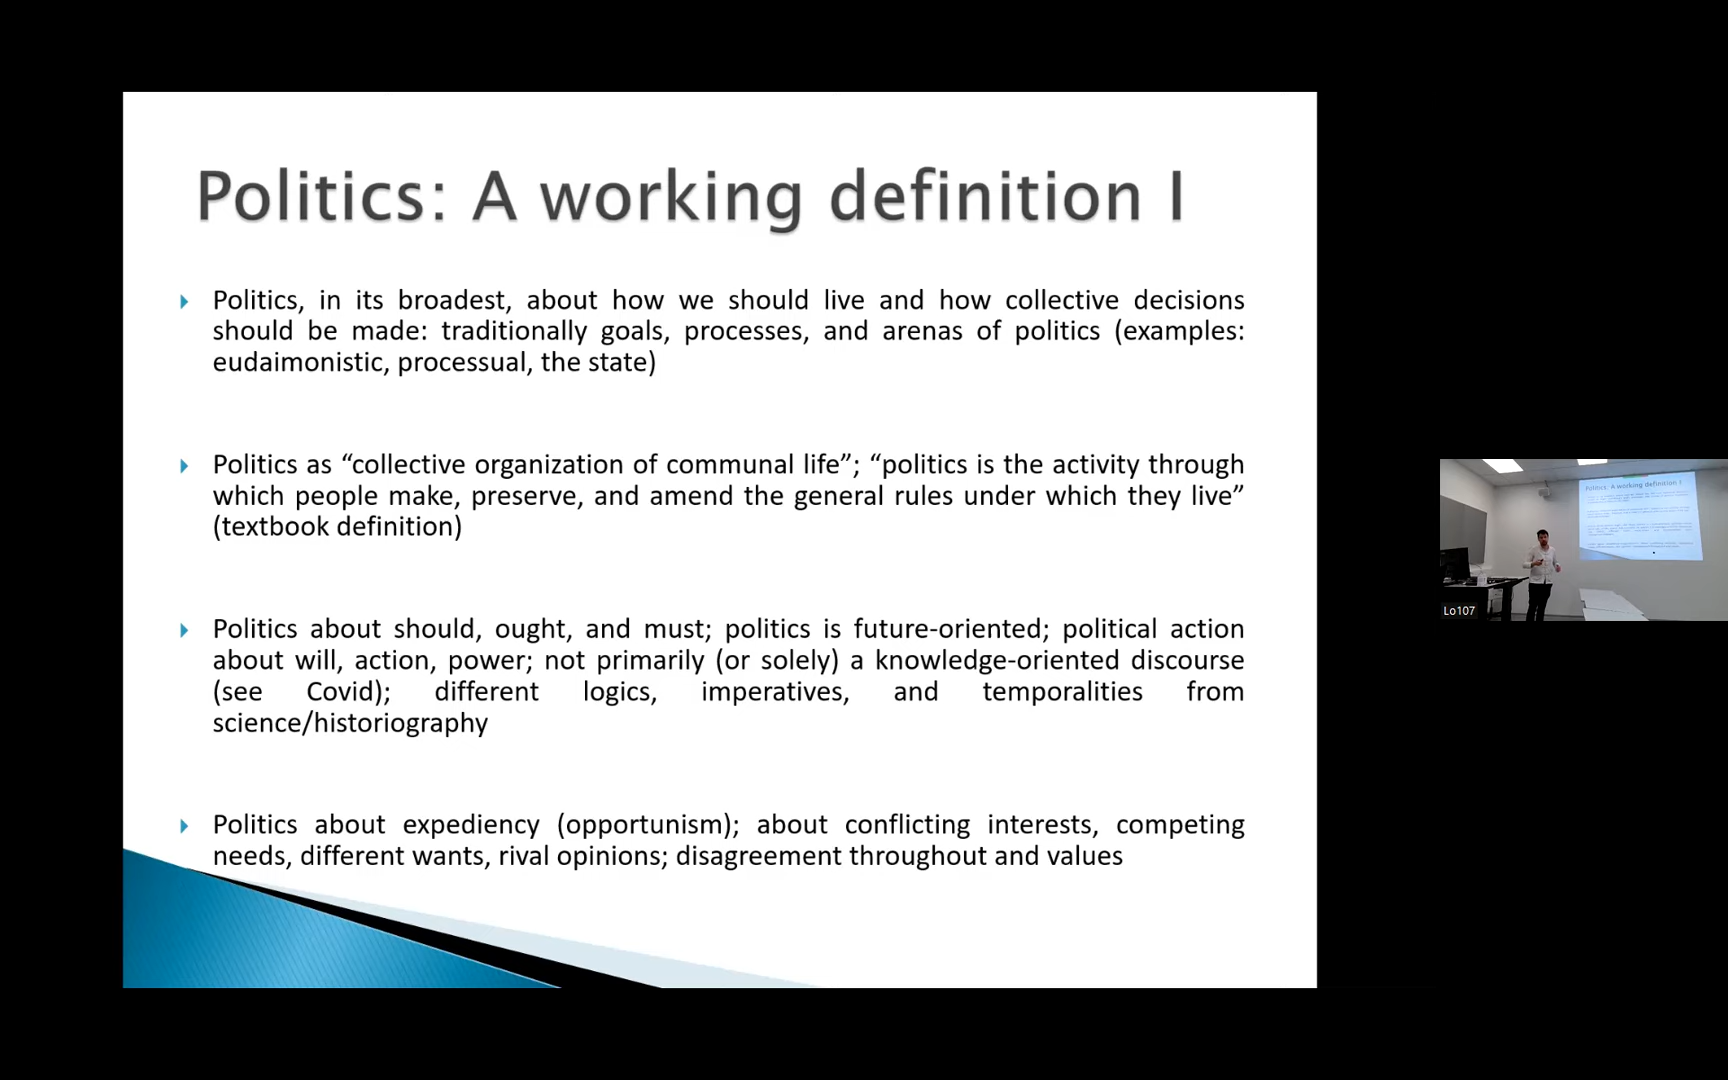 Politics: A working definition I
Politics, in its broadest, about how we should live and how collective decisions
should be made: traditionally goals, processes, and arenas of politics (examples:
eudaimonistic, processual, the state)
Politics as “collective organization of communal life”; “politics is the activity through
which people make, preserve, and amend the general rules under which they live”
(textbook definition)
Politics about should, ought, and must; politics is future-oriented; political action
about will, action, power; not primarily (or solely) a knowledge-oriented discourse
(see Covid); different logics, imperatives, and temporalities from
science/historiography
Politics about expediency (opportunism); about conflicting interests, competing
needs, different wants, rival opinions; disagreement throughout and values
Politics: A working definition I
Lo107